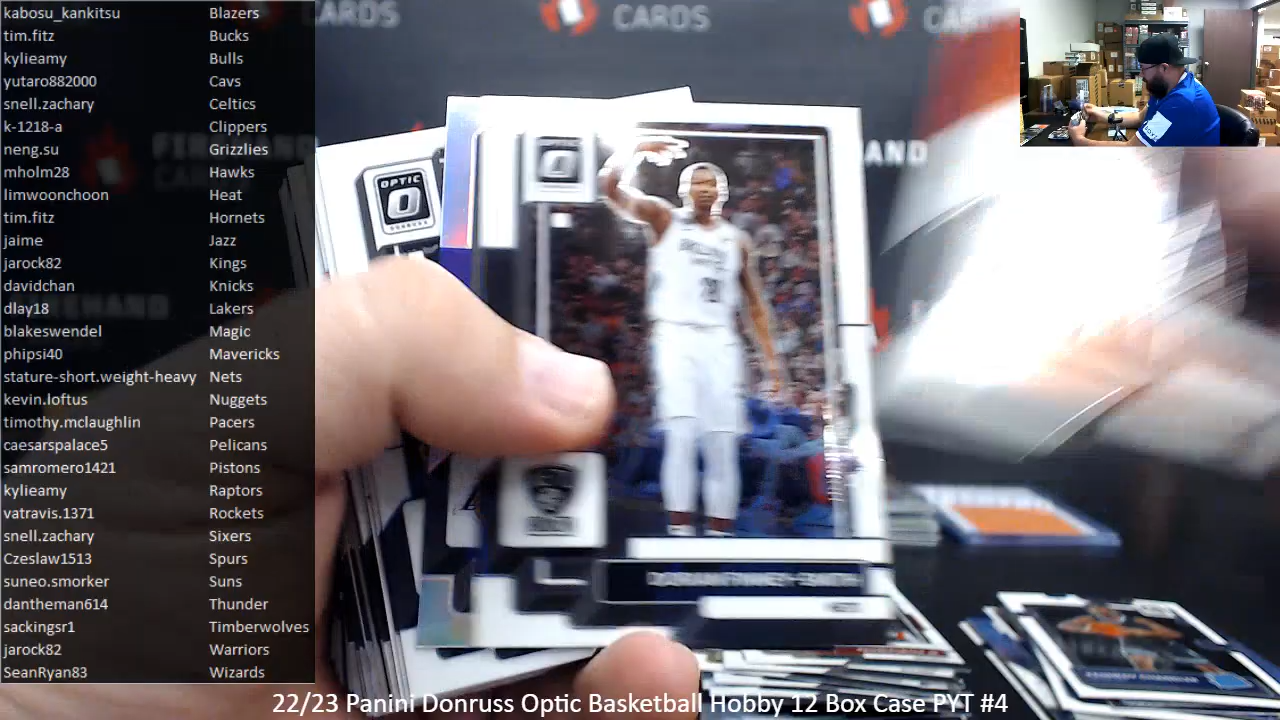 kabosu_kankitsu Blazers
tim.fitz Bucks
kylieamy Bulls
yutaro882000 Cavs
snell.zachary Celtics
k-1218-a Clippers
neng.su Grizzlies
mholm28 Hawks
limwoonchoon Heat
tim.fitz Hornets
jaime Jazz
jarock82 Kings
davidchan Knicks
dlay18 Lakers
blakeswendel Magic
phipsi40 Mavericks
stature-short.weight-heavy Nets
kevin.loftus Nuggets
timothy.mclaughlin Pacers
caesarspalace5 Pelicans
samromero1421 Pistons
kylieamy Raptors
vatravis.1371 Rockets
snell.zachary Sixers
Czeslaw1513 Spurs
suneo.smorker Suns
dantheman614 Thunder
sackingsr1 Timberwolves
jarock82 Warriors
SeanRyan83 Wizards
CARDS
CARDS
OPTIC
DONRUSS
DORIAN FINNEY-SMITH
22/23 Panini Donruss Optic Basketball Hobby 12 Box Case PYT #4